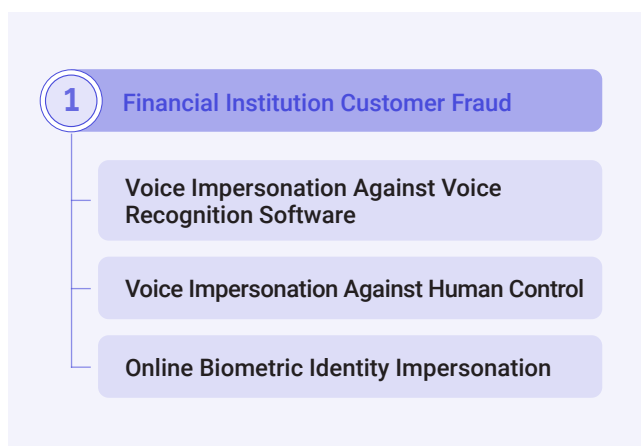 1
Financial Institution Customer Fraud
Voice Impersonation Against Voice
Recognition Software
Voice Impersonation Against Human Control
Online Biometric Identity Impersonation